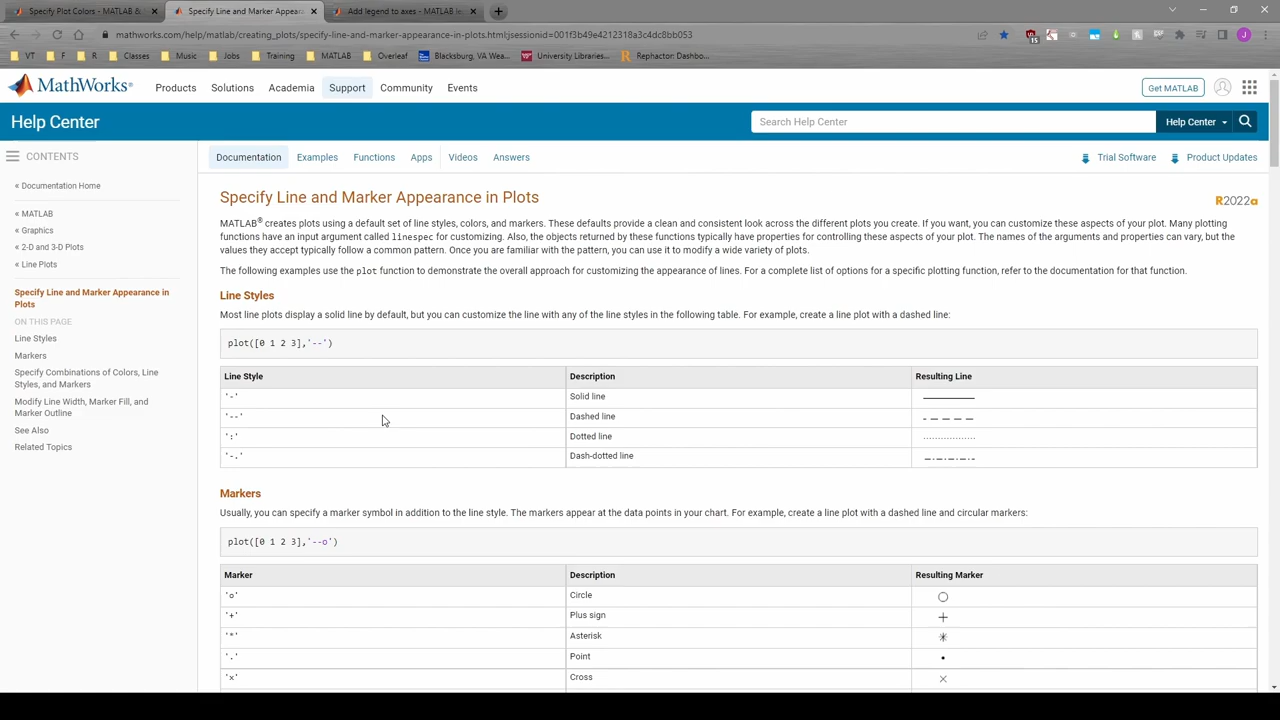 Specify Plot Colors - MATLAB &
Specify Line and Marker Appeara
Add legend to axes - MATLAB le
mathworks.com/help/matlab/creating_plots/specify-line-and-marker-appearance-in-plots.html;jsessionid=001f3b49e4212318a3c4dc8bb053
VT
F
R
Classes
Music
Jobs
Training
MATLAB
Overleaf
Blacksburg, VA Wea...
University Libraries...
Rephactor: Dashbo...
MathWorks®
Products
Solutions
Academia
Support
Community
Events
Get MATLAB
Help Center
Search Help Center
Help Center
CONTENTS
Documentation
Examples
Functions
Apps
Videos
Answers
Trial Software
Product Updates
« Documentation Home
« MATLAB
« Graphics
« 2-D and 3-D Plots
« Line Plots
Specify Line and Marker Appearance in
Plots
ON THIS PAGE
Line Styles
Markers
Specify Combinations of Colors, Line
Styles, and Markers
Modify Line Width, Marker Fill, and
Marker Outline
See Also
Related Topics
Specify Line and Marker Appearance in Plots
R2022a
MATLAB® creates plots using a default set of line styles, colors, and markers. These defaults provide a clean and consistent look across the different plots you create. If you want, you can customize these aspects of your plot. Many plotting
functions have an input argument called linespec for customizing. Also, the objects returned by these functions typically have properties for controlling these aspects of your plot. The names of the arguments and properties can vary, but the
values they accept typically follow a common pattern. Once you are familiar with the pattern, you can use it to modify a wide variety of plots.
The following examples use the plot function to demonstrate the overall approach for customizing the appearance of lines. For a complete list of options for a specific plotting function, refer to the documentation for that function.
Line Styles
Most line plots display a solid line by default, but you can customize the line with any of the line styles in the following table. For example, create a line plot with a dashed line:
plot([0 1 2 3],'--')
Line Style Description Resulting Line
'-' Solid line
'--' Dashed line
':' Dotted line
'-.' Dash-dotted line
Markers
Usually, you can specify a marker symbol in addition to the line style. The markers appear at the data points in your chart. For example, create a line plot with a dashed line and circular markers:
plot([0 1 2 3],'--o')
Marker Description Resulting Marker
'o' Circle
'+' Plus sign
'*' Asterisk
'.' Point
'x' Cross